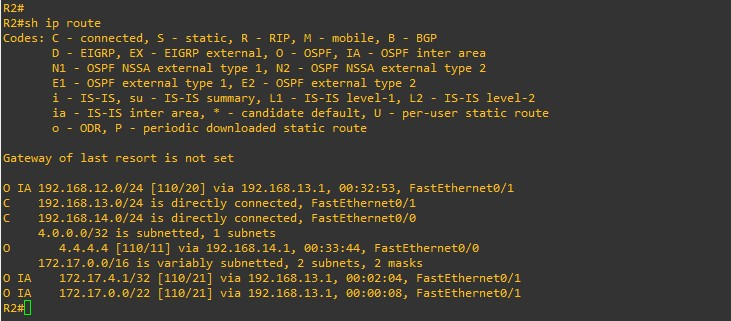 R2#
R2#sh ip route
Codes: C - connected, S - static, R - RIP, M - mobile, B - BGP
       D - EIGRP, EX - EIGRP external, O - OSPF, IA - OSPF inter area
       N1 - OSPF NSSA external type 1, N2 - OSPF NSSA external type 2
       E1 - OSPF external type 1, E2 - OSPF external type 2
       i - IS-IS, su - IS-IS summary, L1 - IS-IS level-1, L2 - IS-IS level-2
       ia - IS-IS inter area, * - candidate default, U - per-user static route
       o - ODR, P - periodic downloaded static route
Gateway of last resort is not set
O IA 192.168.12.0/24 [110/20] via 192.168.13.1, 00:32:53, FastEthernet0/1
C    192.168.13.0/24 is directly connected, FastEthernet0/1
C    192.168.14.0/24 is directly connected, FastEthernet0/0
     4.0.0.0/32 is subnetted, 1 subnets
O       4.4.4.4 [110/11] via 192.168.14.1, 00:33:44, FastEthernet0/0
     172.17.0.0/16 is variably subnetted, 2 subnets, 2 masks
O IA    172.17.4.1/32 [110/21] via 192.168.13.1, 00:02:04, FastEthernet0/1
O IA    172.17.0.0/22 [110/21] via 192.168.13.1, 00:00:08, FastEthernet0/1
R2#